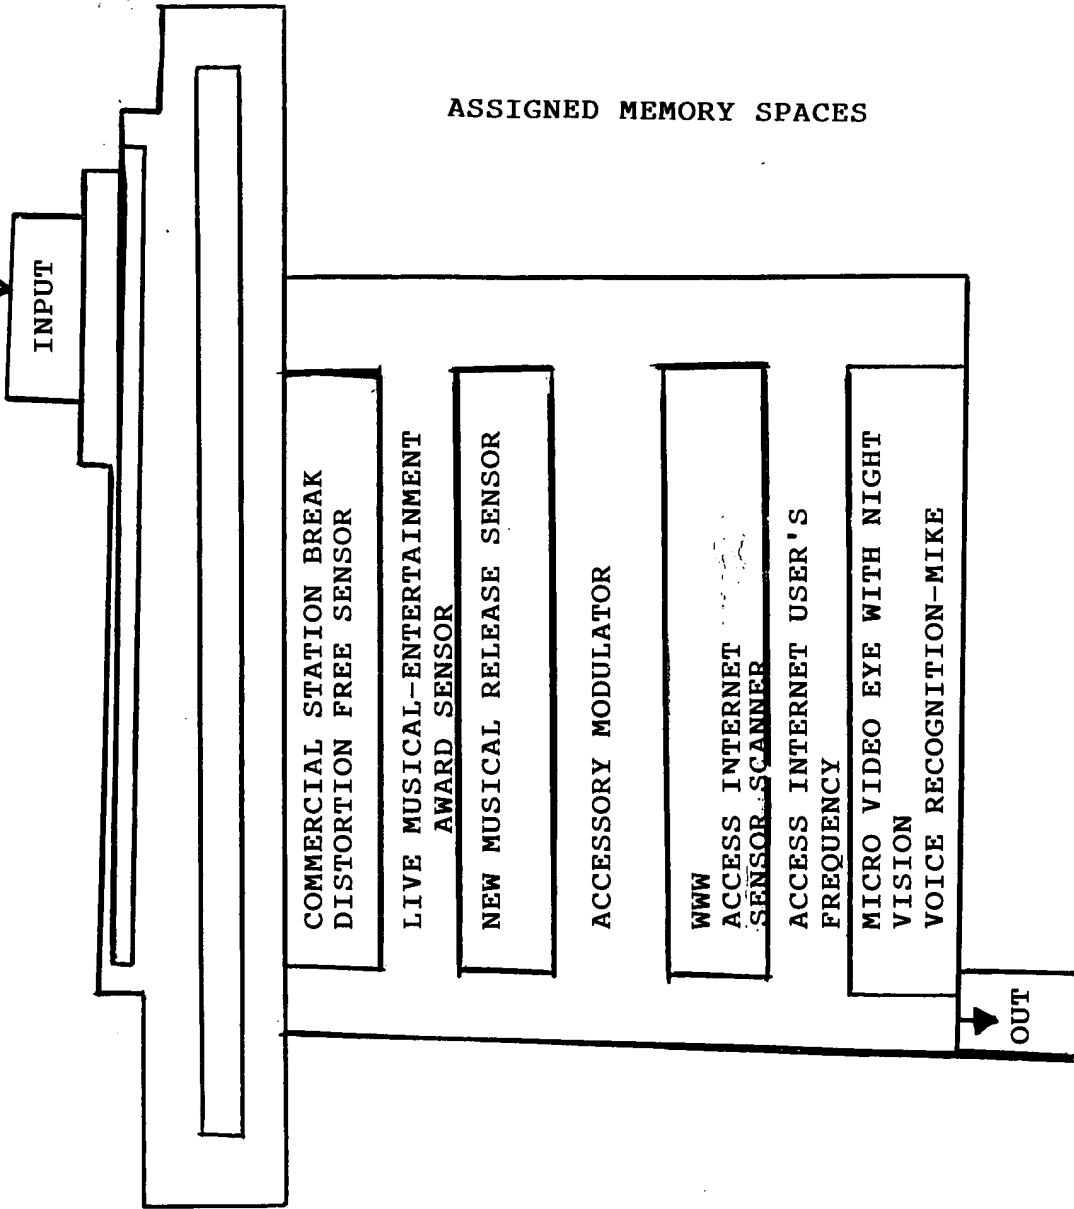 ASSIGNED MEMORY SPACES
INPUT
COMMERCIAL STATION BREAK
DISTORTION FREE SENSOR
LIVE MUSICAL-ENTERTAINMENT
AWARD SENSOR
NEW MUSICAL RELEASE SENSOR
ACCESSORY MODULATOR
WWW
ACCESS INTERNET
SENSOR SCANNER
ACCESS INTERNET USER'S
FREQUENCY
MICRO VIDEO EYE WITH NIGHT
VISION
VOICE RECOGNITION-MIKE
OUT